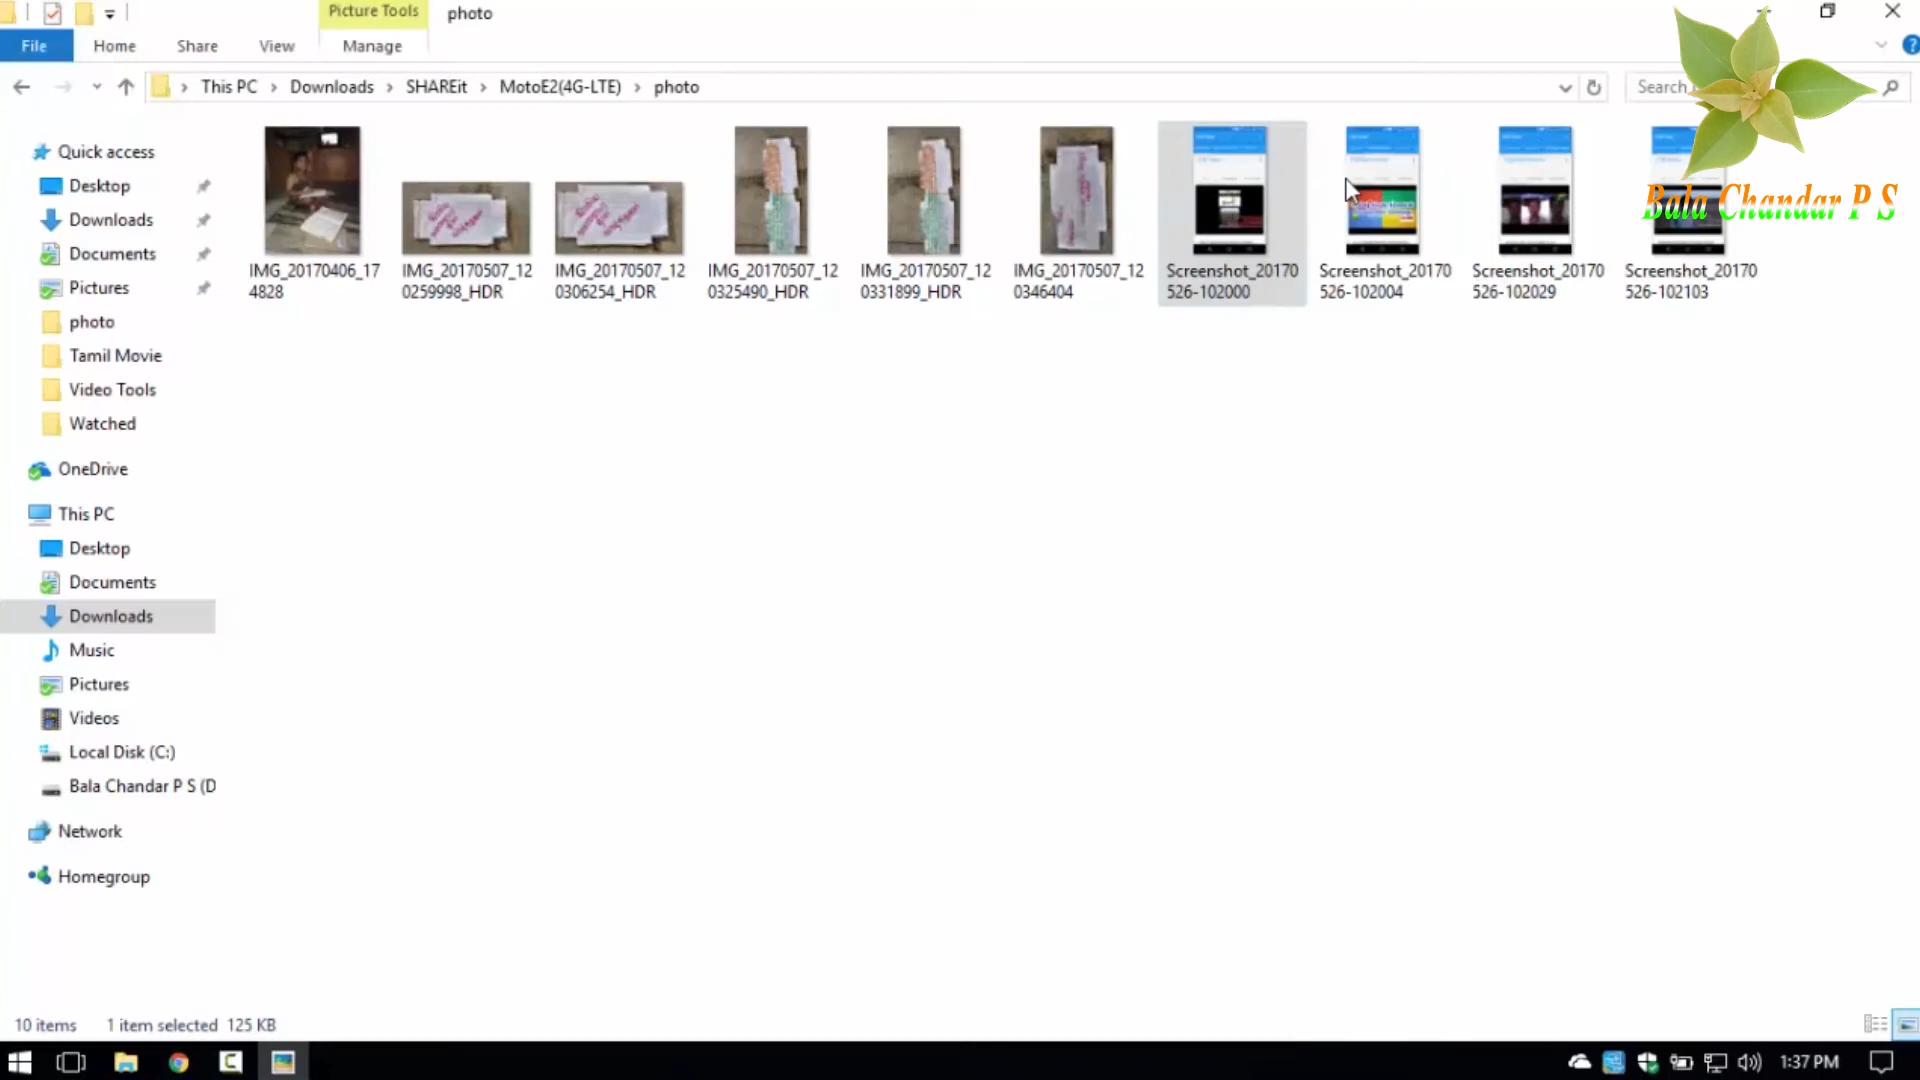 Picture Tools
photo
File
Home
Share
View
Manage
This PC
Downloads
SHAREit
MotoE2(4G-LTE)
photo
Search
Bala Chandar P S
Quick access
Desktop
Downloads
Documents
Pictures
photo
Tamil Movie
Video Tools
Watched
OneDrive
This PC
Desktop
Documents
Downloads
Music
Pictures
Videos
Local Disk (C:)
Bala Chandar P S (D
Network
Homegroup
IMG_20170406_17
4828
IMG_20170507_12
0259998_HDR
IMG_20170507_12
0306254_HDR
IMG_20170507_12
0325490_HDR
IMG_20170507_12
0331899_HDR
IMG_20170507_12
0346404
Screenshot_20170
526-102000
Screenshot_20170
526-102004
Screenshot_20170
526-102029
Screenshot_20170
526-102103
10 items
1 item selected 125 KB
1:37 PM